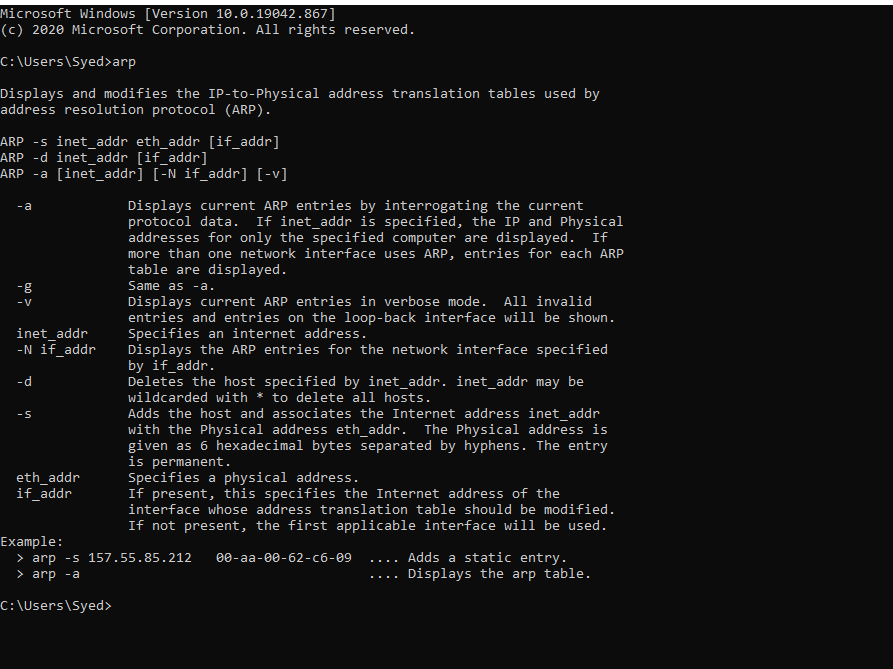 Microsoft Windows [Version 10.0.19042.867]
(c) 2020 Microsoft Corporation. All rights reserved.
C:\Users\Syed>arp
Displays and modifies the IP-to-Physical address translation tables used by
address resolution protocol (ARP).
ARP -s inet_addr eth_addr [if_addr]
ARP -d inet_addr [if_addr]
ARP -a [inet_addr] [-N if_addr] [-v]
  -a            Displays current ARP entries by interrogating the current
                protocol data.  If inet_addr is specified, the IP and Physical
                addresses for only the specified computer are displayed.  If
                more than one network interface uses ARP, entries for each ARP
                table are displayed.
  -g            Same as -a.
  -v            Displays current ARP entries in verbose mode.  All invalid
                entries and entries on the loop-back interface will be shown.
  inet_addr     Specifies an internet address.
  -N if_addr    Displays the ARP entries for the network interface specified
                by if_addr.
  -d            Deletes the host specified by inet_addr. inet_addr may be
                wildcarded with * to delete all hosts.
  -s            Adds the host and associates the Internet address inet_addr
                with the Physical address eth_addr.  The Physical address is
                given as 6 hexadecimal bytes separated by hyphens. The entry
                is permanent.
  eth_addr      Specifies a physical address.
  if_addr       If present, this specifies the Internet address of the
                interface whose address translation table should be modified.
                If not present, the first applicable interface will be used.
Example:
  > arp -s 157.55.85.212   00-aa-00-62-c6-09  .... Adds a static entry.
  > arp -a                                    .... Displays the arp table.
C:\Users\Syed>